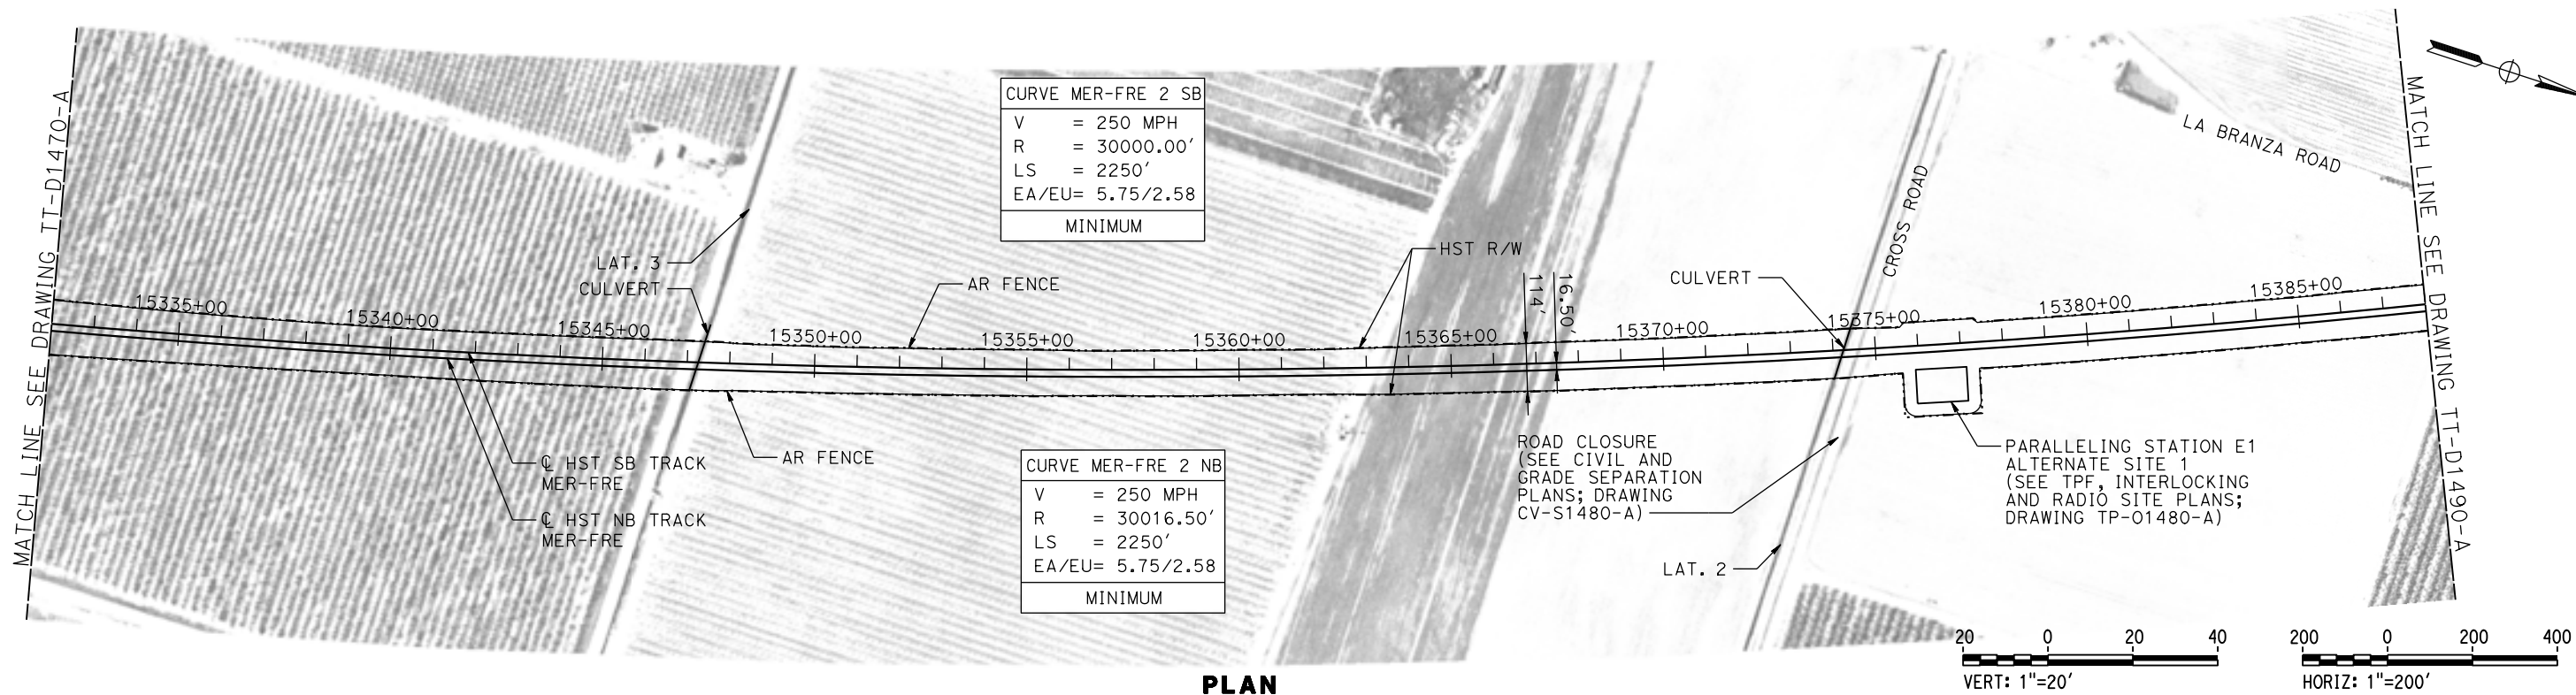 MATCH LINE SEE DRAWING TT-D1470-A
CURVE MER-FRE 2 SB
V = 250 MPH
R = 30000.00'
LS = 2250'
EA/EU= 5.75/2.58
MINIMUM
LA BRANZA ROAD
MATCH LINE SEE DRAWING TT-D1490-A
CROSS ROAD
LAT. 3
CULVERT
AR FENCE
HST R/W
114'
16.50'
CULVERT
15335+00
15340+00
15345+00
15350+00
15355+00
15360+00
15365+00
15370+00
15375+00
15380+00
15385+00
℄ HST SB TRACK
MER-FRE
℄ HST NB TRACK
MER-FRE
AR FENCE
CURVE MER-FRE 2 NB
V = 250 MPH
R = 30016.50'
LS = 2250'
EA/EU= 5.75/2.58
MINIMUM
ROAD CLOSURE
(SEE CIVIL AND
GRADE SEPARATION
PLANS; DRAWING
CV-S1480-A)
LAT. 2
PARALLELING STATION E1
ALTERNATE SITE 1
(SEE TPF, INTERLOCKING
AND RADIO SITE PLANS;
DRAWING TP-01480-A)
20 0 20 40
VERT: 1"=20'
200 0 200 400
HORIZ: 1"=200'
PLAN